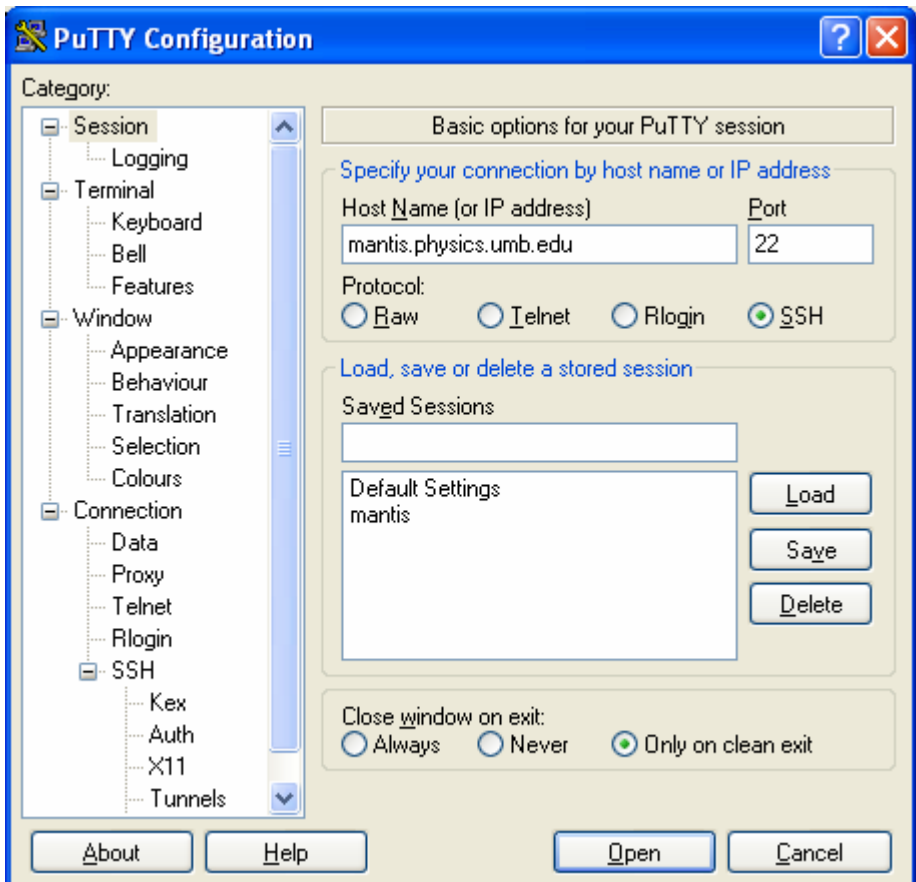 PuTTY Configuration
Category:
Session
Logging
Terminal
Keyboard
Bell
Features
Window
Appearance
Behaviour
Translation
Selection
Colours
Connection
Data
Proxy
Telnet
Rlogin
SSH
Kex
Auth
X11
Tunnels
Basic options for your PuTTY session
Specify your connection by host name or IP address
Host Name (or IP address) Port
mantis.physics.umb.edu 22
Protocol:
Raw Telnet Rlogin SSH
Load, save or delete a stored session
Saved Sessions
Default Settings
mantis
Load
Save
Delete
Close window on exit:
Always Never Only on clean exit
About Help Open Cancel